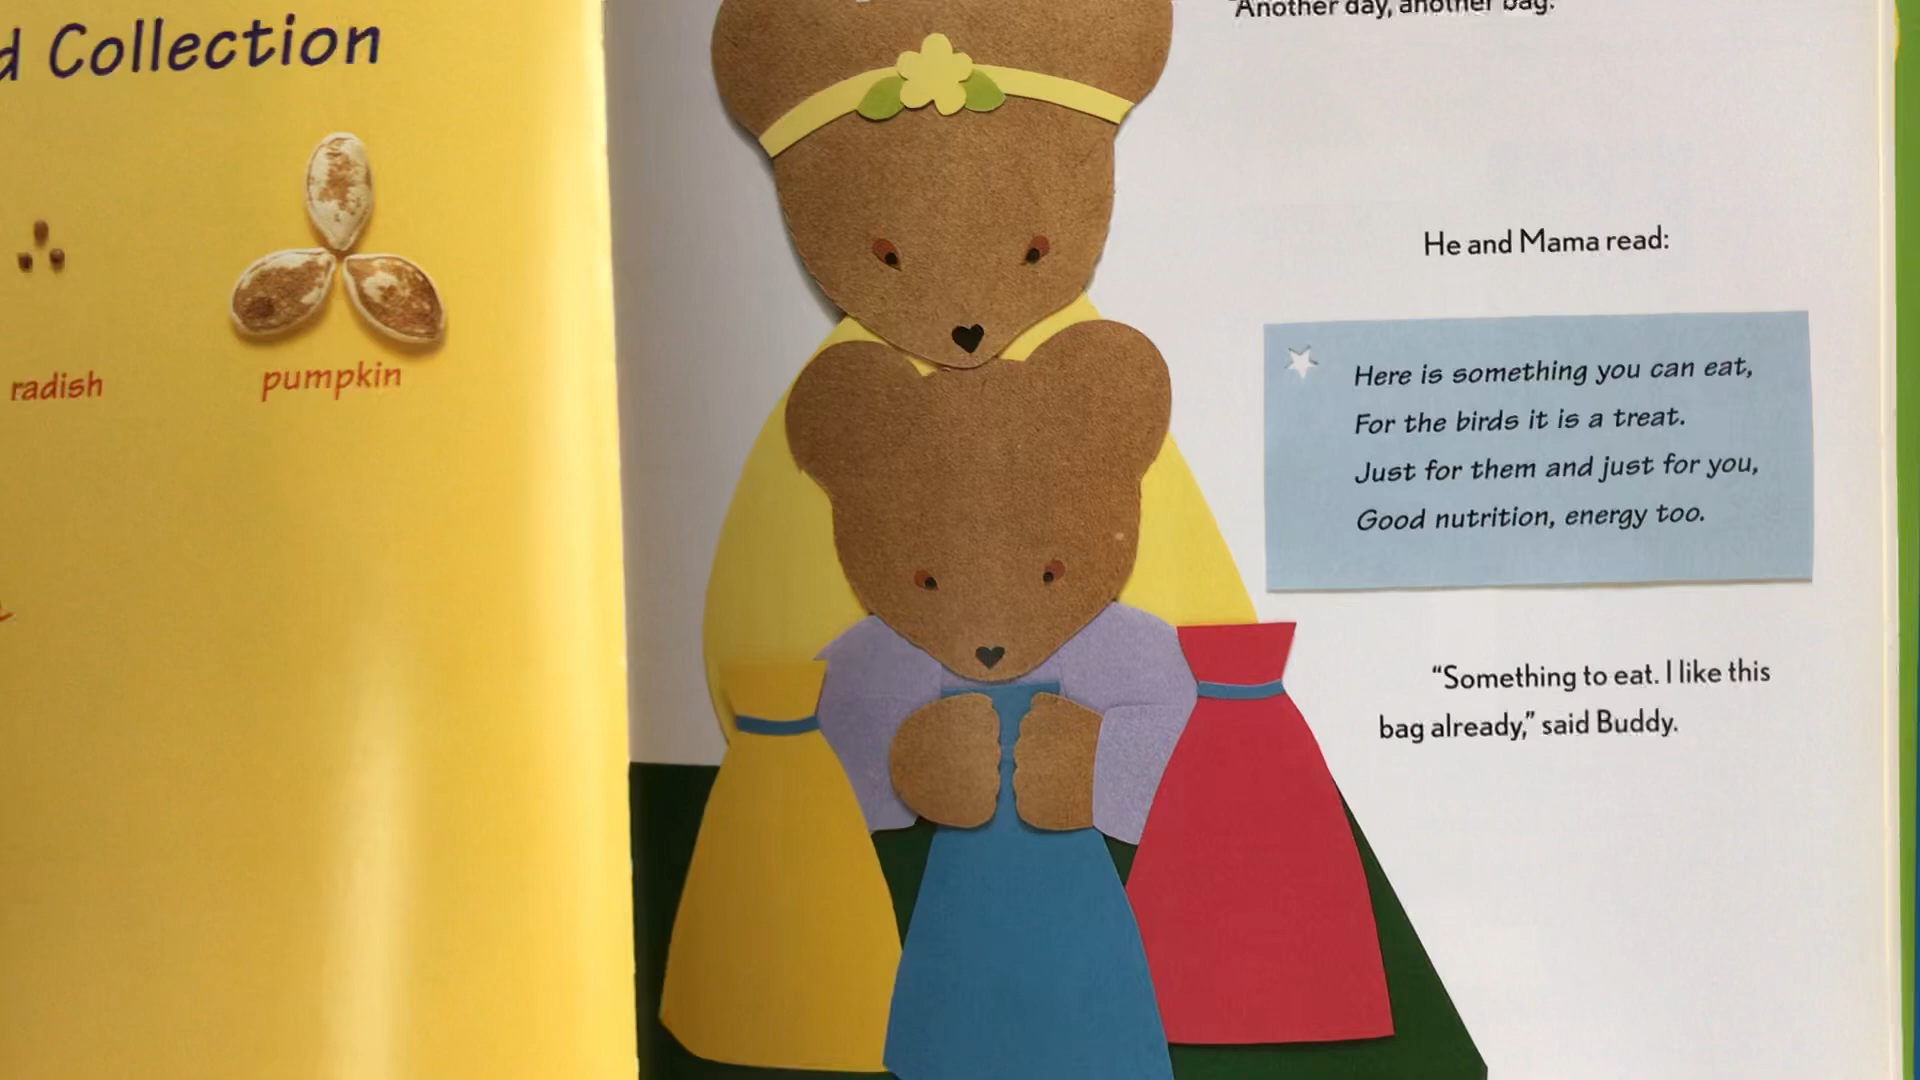 Collection
radish
pumpkin
"Another day, another bag.
He and Mama read:
Here is something you can eat,
For the birds it is a treat.
Just for them and just for you,
Good nutrition, energy too.
“Something to eat. I like this
bag already,” said Buddy.